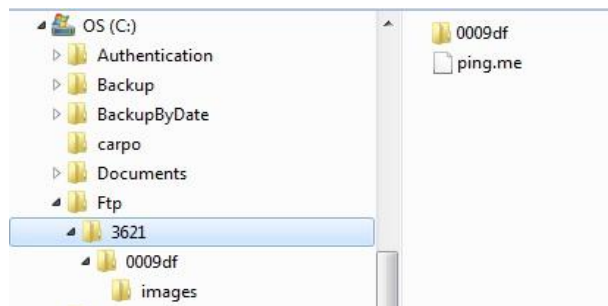 OS (C:)
Authentication
Backup
BackupByDate
carpo
Documents
Ftp
3621
0009df
images
0009df
ping.me